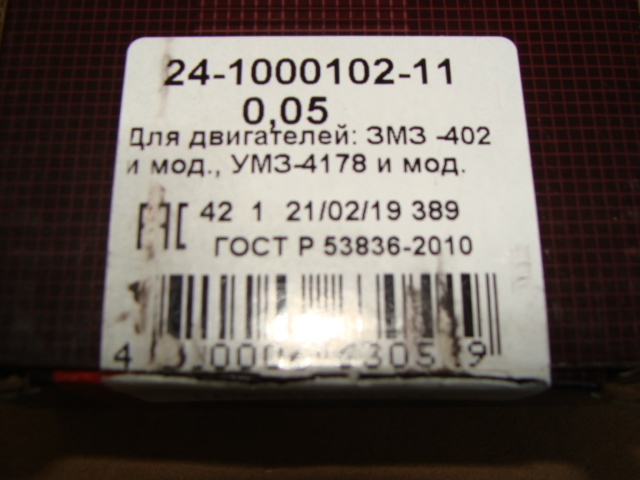 24-1000102-11
0,05
Для двигателей: ЗМЗ -402
и мод., УМЗ-4178 и мод.
ЕАС 42 1 21/02/19 389
ГОСТ Р 53836-2010